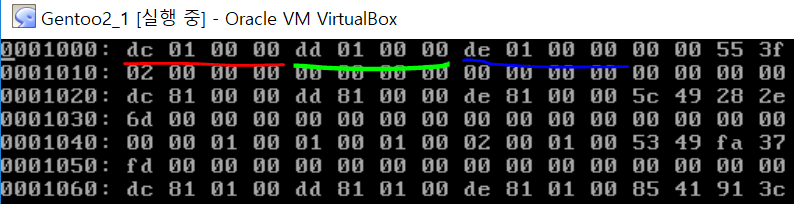 Gentoo2_1 [실행 중] - Oracle VM VirtualBox
0001000: dc 01 00 00 dd 01 00 00 de 01 00 00 00 00 55 3f
0001010: 02 00 00 00 00 00 00 00 00 00 00 00 00 00 00 00
0001020: dc 81 00 00 dd 81 00 00 de 81 00 00 5c 49 28 2e
0001030: 6d 00 00 00 00 00 00 00 00 00 00 00 00 00 00 00
0001040: 00 00 01 00 01 00 01 00 02 00 01 00 53 49 fa 37
0001050: fd 00 00 00 00 00 00 00 00 00 00 00 00 00 00 00
0001060: dc 81 01 00 dd 81 01 00 de 81 01 00 85 41 91 3c